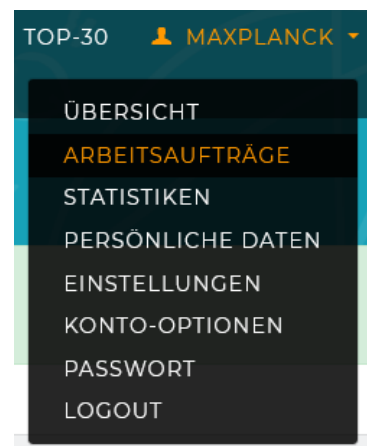 TOP-30 MAXPLANCK
ÜBERSICHT
ARBEITSAUFTRÄGE
STATISTIKEN
PERSÖNLICHE DATEN
EINSTELLUNGEN
KONTO-OPTIONEN
PASSWORT
LOGOUT